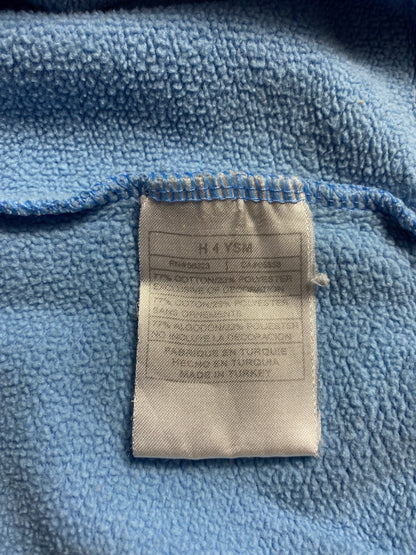 H 4 YSM
77% COTTON/23% POLYESTER
EXCLUSIVE OF DECORATION
77% COTON/23% POLYESTER
SANS ORNEMENTS
77% ALGODON/23% POLIESTER
NO INCLUYE LA DECORACION
FABRIQUE EN TURQUIE
HECHO EN TURQUIA
MADE IN TURKEY